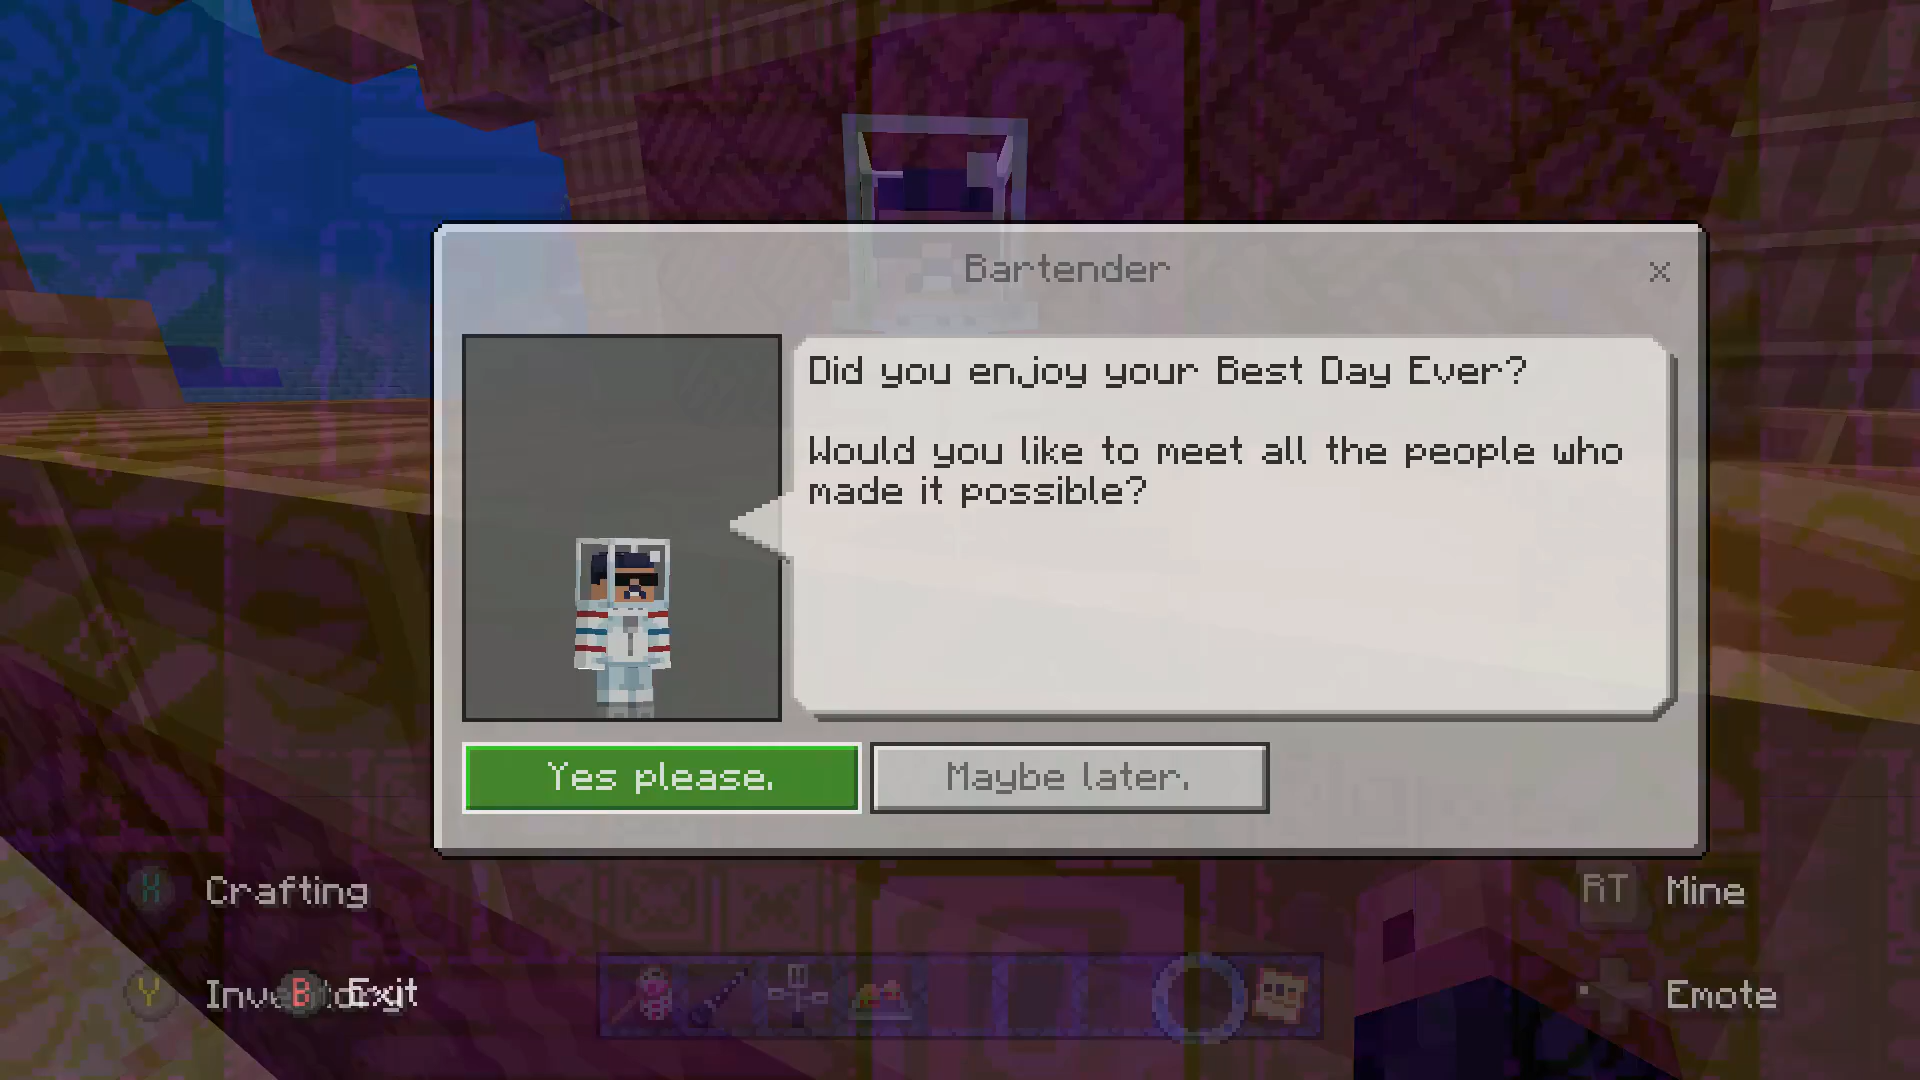 Bartender
x
Did you enjoy your Best Day Ever?
Would you like to meet all the people who
made it possible?
Yes please.
Maybe later.
X Crafting
RT Mine
Y
B Exit
Emote